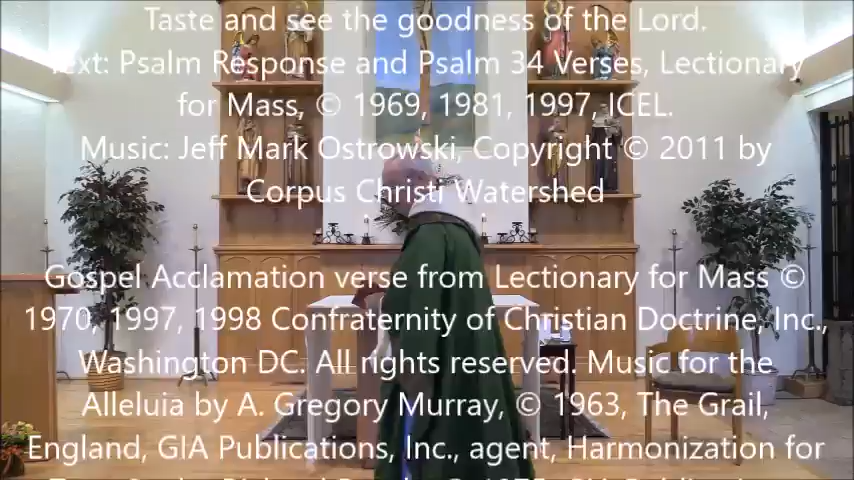 Taste and see the goodness of the Lord.
Text: Psalm Response and Psalm 34 Verses, Lectionary
for Mass, © 1969, 1981, 1997, ICEL.
Music: Jeff Mark Ostrowski, Copyright © 2011 by
Corpus Christi Watershed
Gospel Acclamation verse from Lectionary for Mass ©
1970, 1997, 1998 Confraternity of Christian Doctrine, Inc.,
Washington DC. All rights reserved. Music for the
Alleluia by A. Gregory Murray, © 1963, The Grail,
England, GIA Publications, Inc., agent, Harmonization for